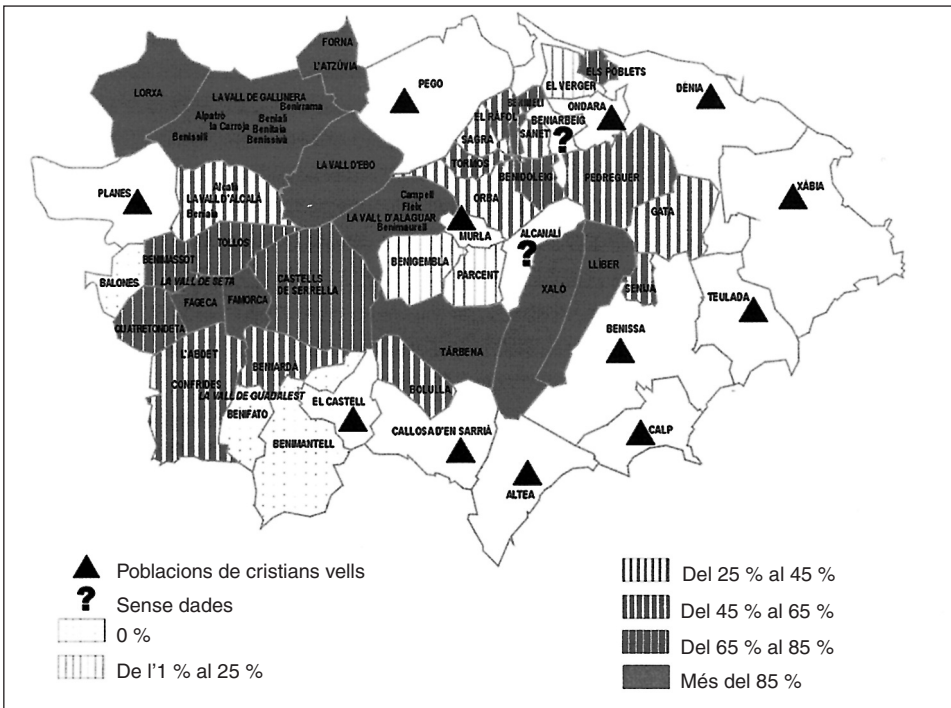 FORNA
L'ATZÚVIA
LORXA
LA VALL DE GALLINERA
Benirrama
Alpatró
Beniali
la Carroja
Benitaia
Benissili
Benissivà
PEGO
ELS POBLETS
EL VERGER
DÈNIA
BENIMELI
ONDARA
EL RÀFOL
BENIARBEIG
SANET
?
SAGRA
LA VALL D'EBO
TORMOS
BENIDOLEIG
PEDREGUER
PLANES
Alcalà
LA VALL D'ALCALÀ
Beniaia
Campell
Fleix
LA VALL D'ALAGUAR
Benimaurell
ORBA
XÀBIA
GATA
MURLA
ALCANALÍ
?
TOLLOS
BENIMASSOT
LA VALL DE SETA
BALONES
CASTELLS
DE SERRELLA
BENIGEMBLA
PARCENT
LLÍBER
XALÓ
SENIJA
TEULADA
FAGECA
FAMORCA
QUATRETONDETA
BENISSA
TÀRBENA
L'ABDET
BENIARDÀ
CONFRIDES
LA VALL DE GUADALEST
BOLULLA
EL CASTELL
BENIFATO
BENIMANTELL
CALLOSA D'EN SARRIÀ
CALP
ALTEA
Poblacions de cristians vells
? Sense dades
0 %
De l'1 % al 25 %
Del 25 % al 45 %
Del 45 % al 65 %
Del 65 % al 85 %
Més del 85 %